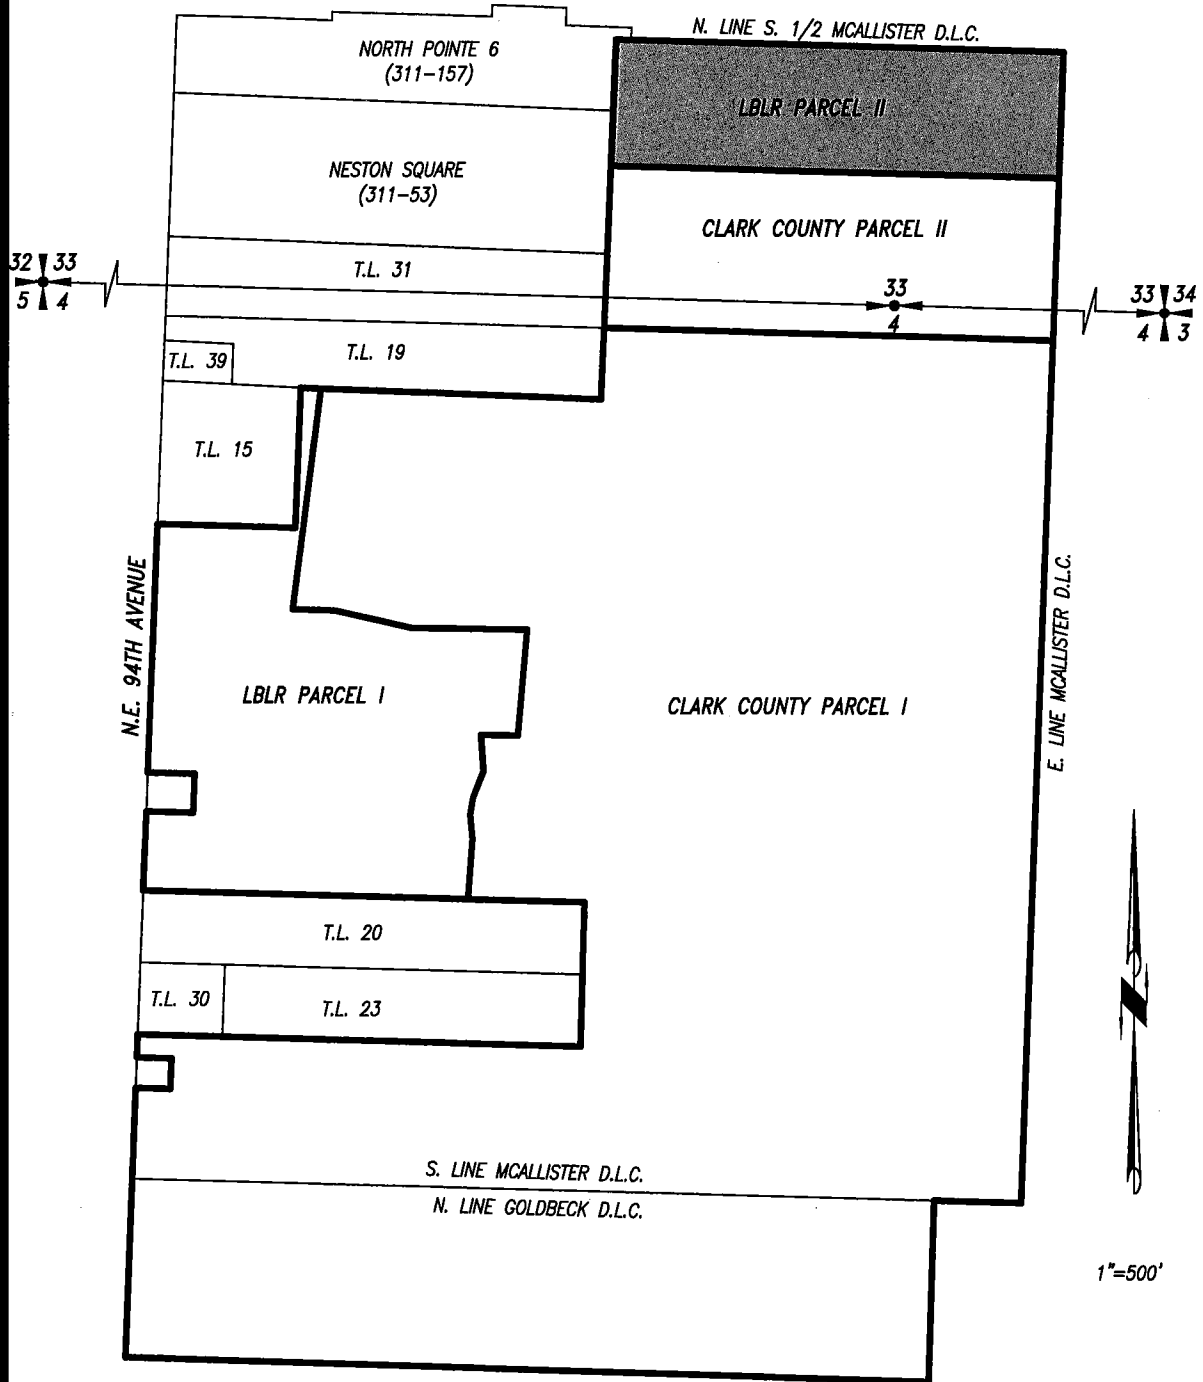 N. LINE S. 1/2 MCALLISTER D.L.C.
NORTH POINTE 6
(311-157)
LBLR PARCEL II
NESTON SQUARE
(311-53)
CLARK COUNTY PARCEL II
32 33
5 4
T.L. 31
33
4
33 34
4 3
T.L. 39
T.L. 19
T.L. 15
N.E. 94TH AVENUE
LBLR PARCEL I
CLARK COUNTY PARCEL I
E. LINE MCALLISTER D.L.C.
T.L. 20
T.L. 30
T.L. 23
N
S. LINE MCALLISTER D.L.C.
N. LINE GOLDBECK D.L.C.
1"=500'